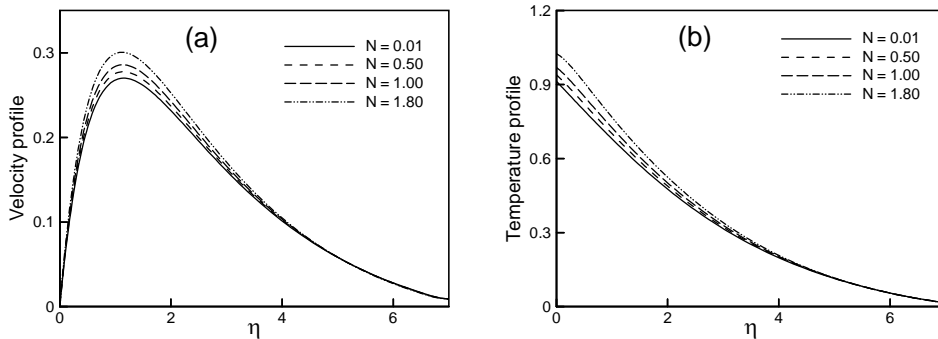 (a)
N = 0.01
N = 0.50
N = 1.00
N = 1.80
Velocity profile
0.3
0.2
0.1
0
0 2 4 6
η
(b)
N = 0.01
N = 0.50
N = 1.00
N = 1.80
Temperature profile
1.2
0.9
0.6
0.3
0
0 2 4 6
η